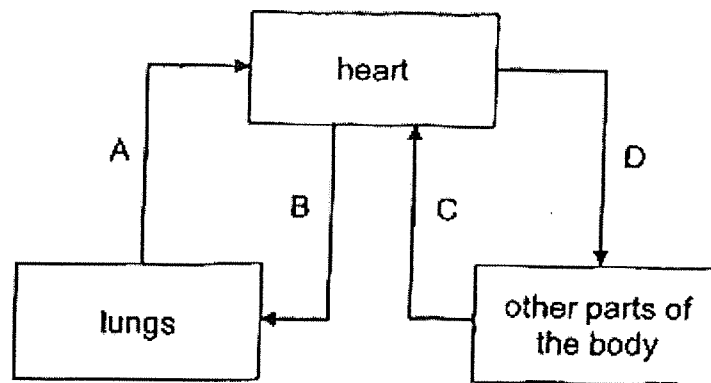 heart
A
B
C
D
lungs
other parts of
the body